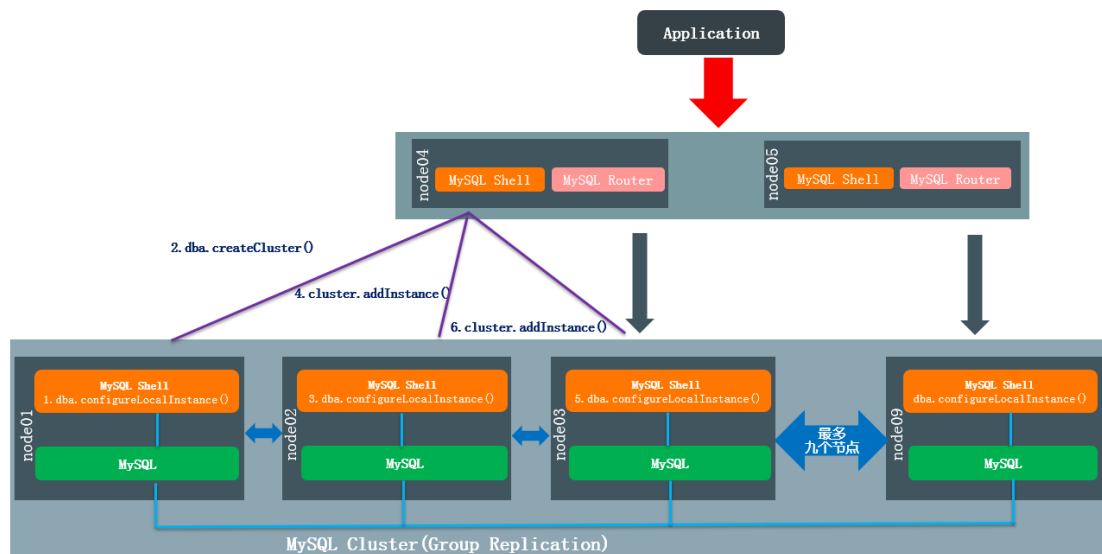 Application
node04
MySQL Shell
MySQL Router
node05
MySQL Shell
MySQL Router
2.dba.createCluster()
4.cluster.addInstance()
6.cluster.addInstance()
node01
MySQL Shell
1.dba.configureLocalInstance()
MySQL
node02
MySQL Shell
3.dba.configureLocalInstance()
MySQL
node03
MySQL Shell
5.dba.configureLocalInstance()
MySQL
最多
九个节点
node09
MySQL Shell
dba.configureLocalInstance()
MySQL
MySQL Cluster(Group Replication)